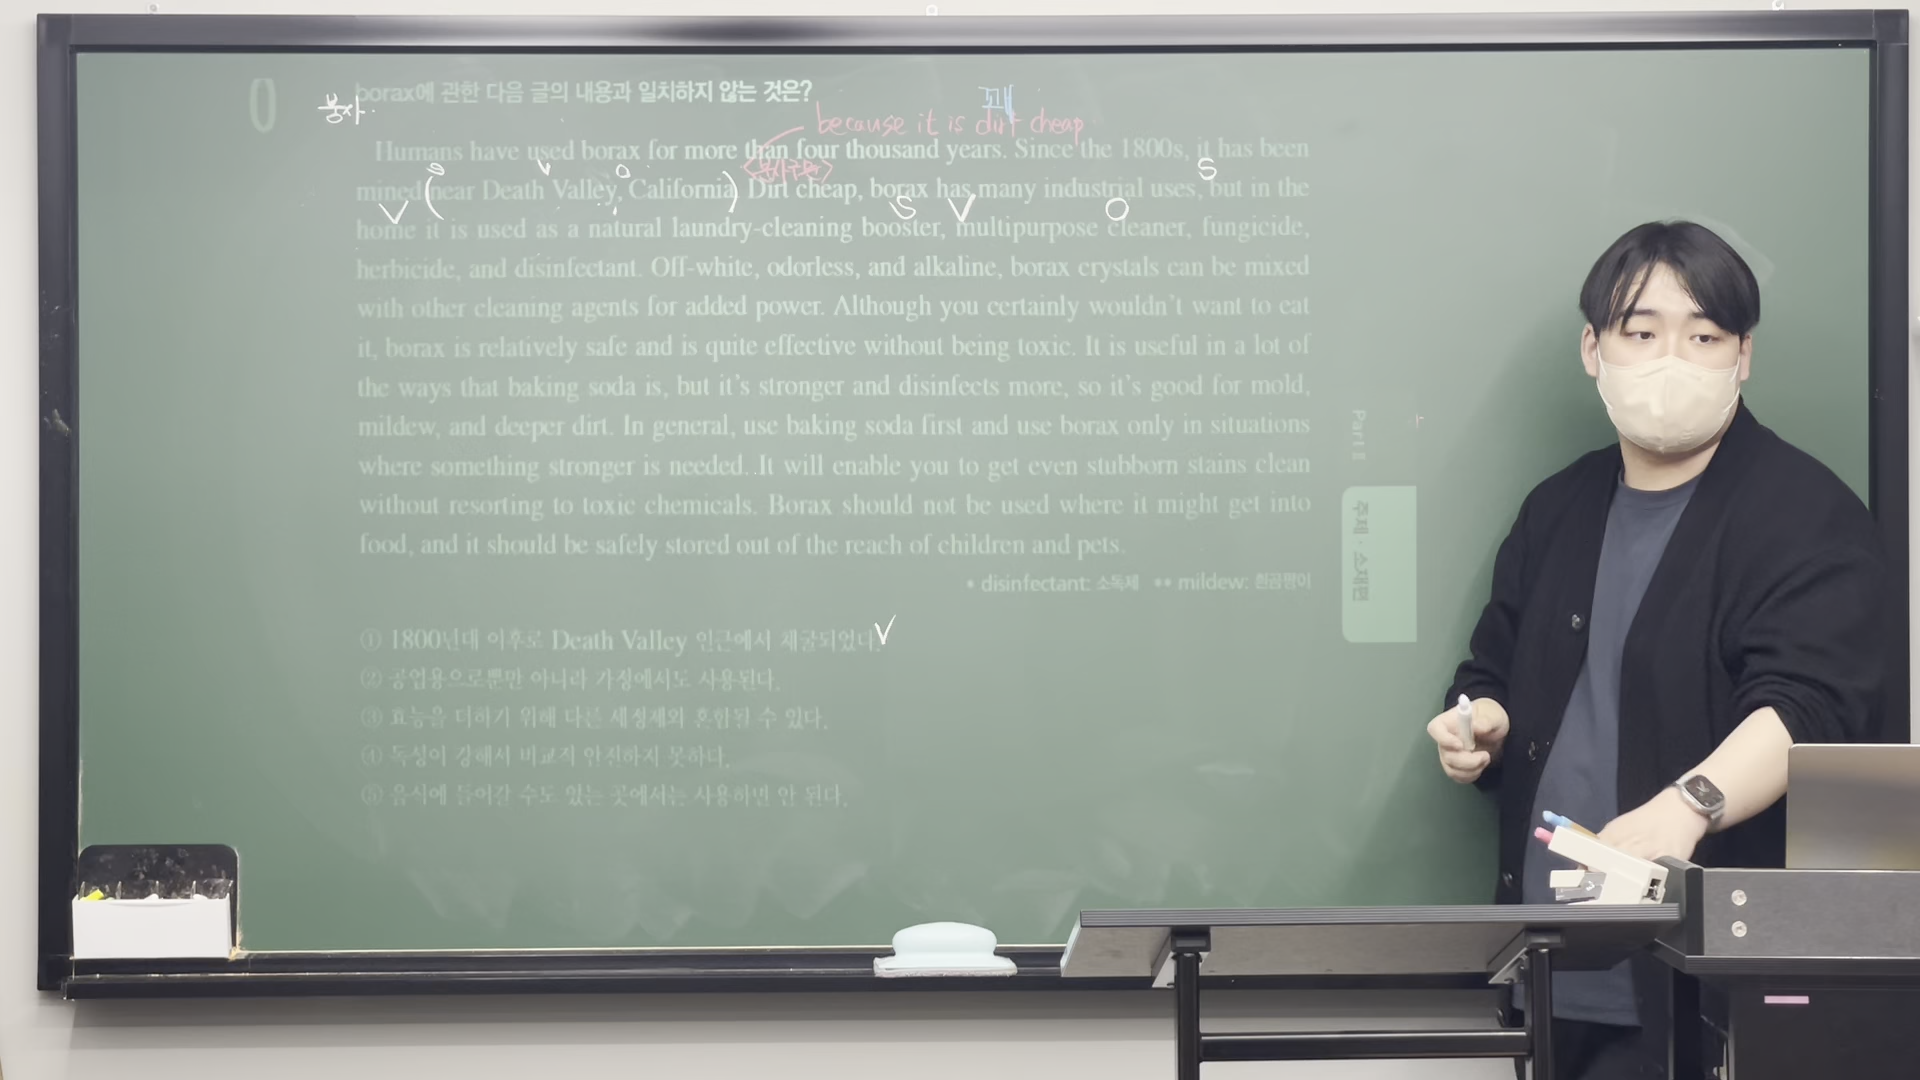 0
borax에 관한 다음 글의 내용과 일치하지 않는 것은?
붕사
꽤
because it is dirt cheap
Humans have used borax for more than four thousand years. Since the 1800s, it has been
<분사구문>
S
mined near Death Valley, California. Dirt cheap, borax has many industrial uses, but in the
V ( ) S V O
home it is used as a natural laundry-cleaning booster, multipurpose cleaner, fungicide,
herbicide, and disinfectant. Off-white, odorless, and alkaline, borax crystals can be mixed
with other cleaning agents for added power. Although you certainly wouldn't want to eat
it, borax is relatively safe and is quite effective without being toxic. It is useful in a lot of
the ways that baking soda is, but it's stronger and disinfects more, so it's good for mold,
mildew, and deeper dirt. In general, use baking soda first and use borax only in situations
where something stronger is needed. It will enable you to get even stubborn stains clean
without resorting to toxic chemicals. Borax should not be used where it might get into
food, and it should be safely stored out of the reach of children and pets.
* disinfectant: 소독제 ** mildew: 흰곰팡이
① 1800년대 이후로 Death Valley 인근에서 채굴되었다. V
② 공업용으로뿐만 아니라 가정에서도 사용된다.
③ 효능을 더하기 위해 다른 세정제와 혼합될 수 있다.
④ 독성이 강해서 비교적 안전하지 못하다.
⑤ 음식에 들어갈 수도 있는 곳에서는 사용하면 안 된다.
Part II
주제·소재편